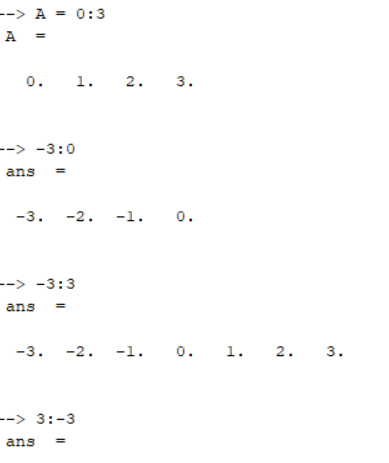 --> A = 0:3
A =
0. 1. 2. 3.
--> -3:0
ans =
-3. -2. -1. 0.
--> -3:3
ans =
-3. -2. -1. 0. 1. 2. 3.
--> 3:-3
ans =